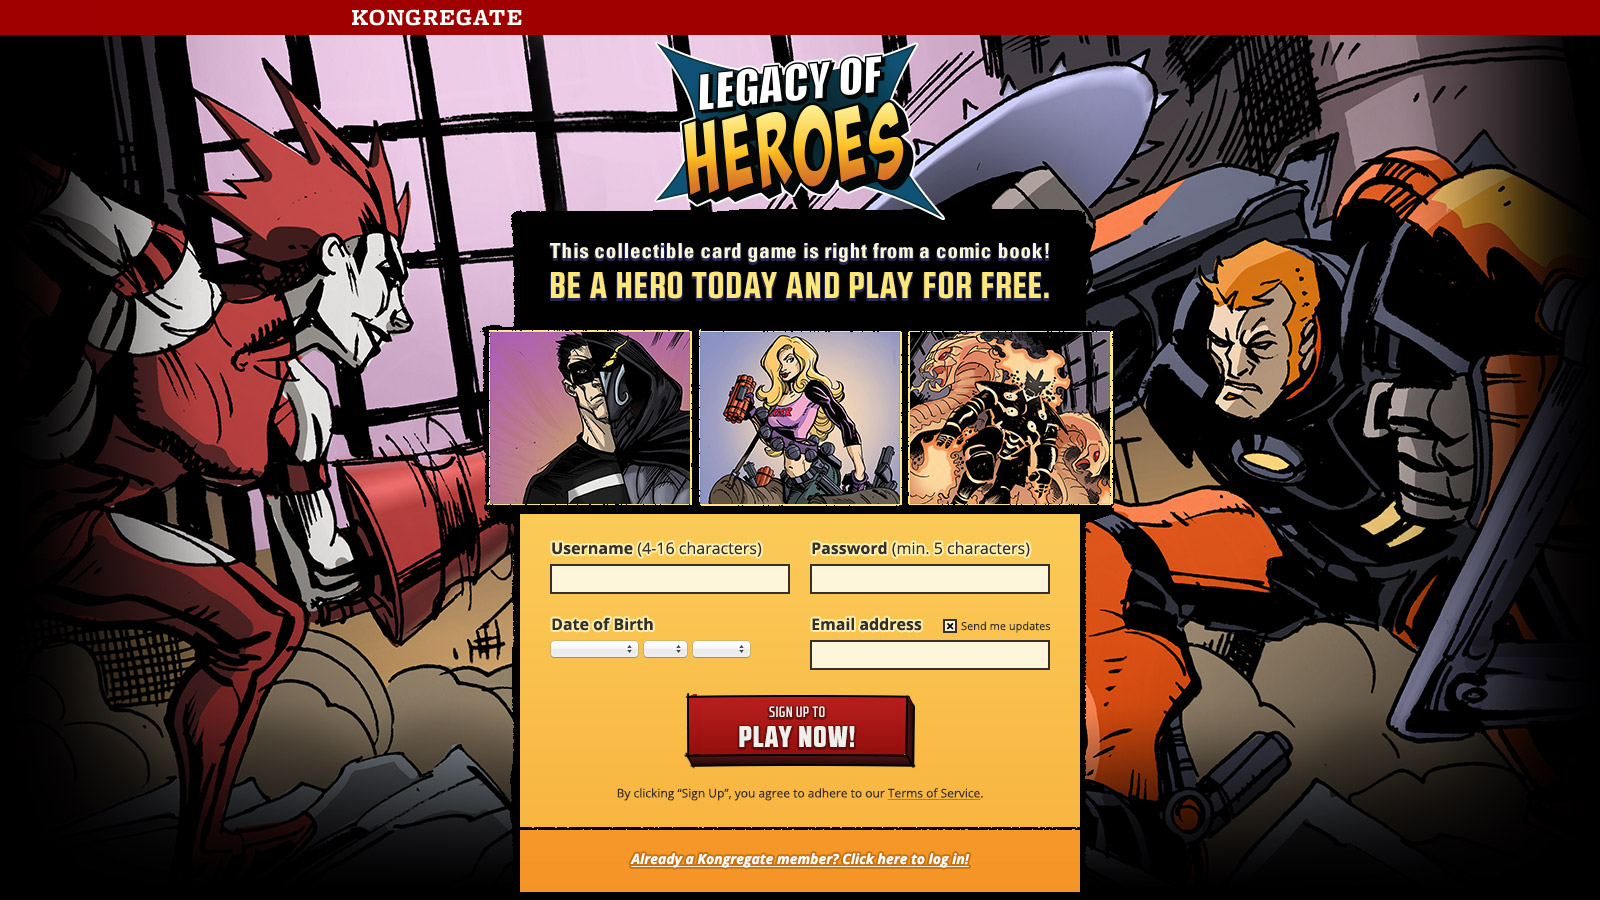 KONGREGATE
LEGACY OF
HEROES
This collectible card game is right from a comic book!
BE A HERO TODAY AND PLAY FOR FREE.
Username (4-16 characters)
Password (min. 5 characters)
Date of Birth
Email address
Send me updates
SIGN UP TO
PLAY NOW!
By clicking “Sign Up”, you agree to adhere to our Terms of Service.
Already a Kongregate member? Click here to log in!